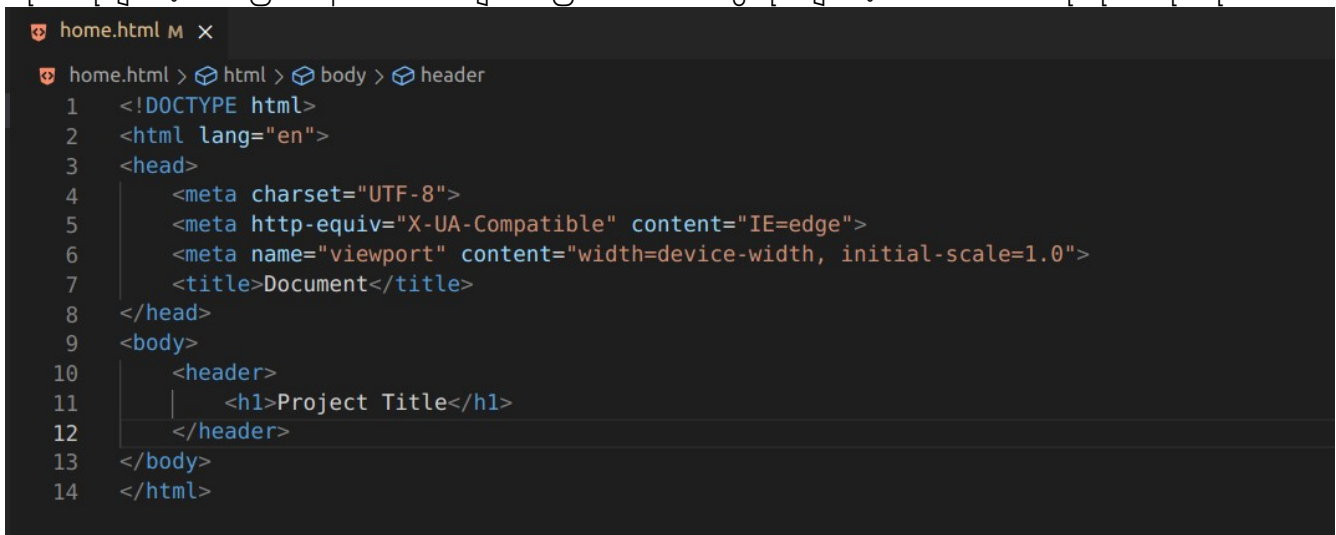 home.html M ×
home.html > html > body > header
1 <!DOCTYPE html>
2 <html lang="en">
3 <head>
4     <meta charset="UTF-8">
5     <meta http-equiv="X-UA-Compatible" content="IE=edge">
6     <meta name="viewport" content="width=device-width, initial-scale=1.0">
7     <title>Document</title>
8 </head>
9 <body>
10     <header>
11         <h1>Project Title</h1>
12     </header>
13 </body>
14 </html>